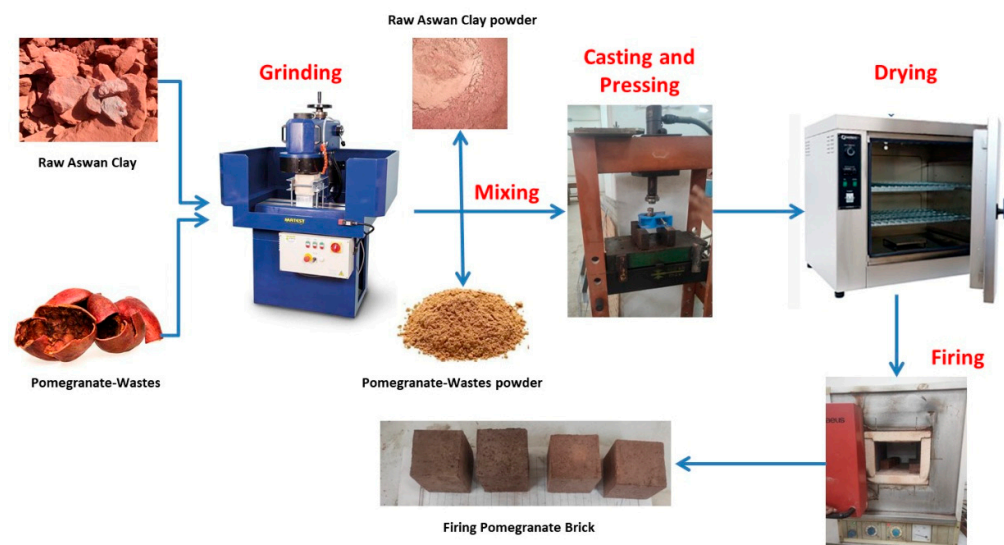 Raw Aswan Clay powder
Grinding
Casting and
Pressing
Drying
Raw Aswan Clay
MATEST
Mixing
Pomegranate-Wastes
Pomegranate-Wastes powder
Firing
Firing Pomegranate Brick